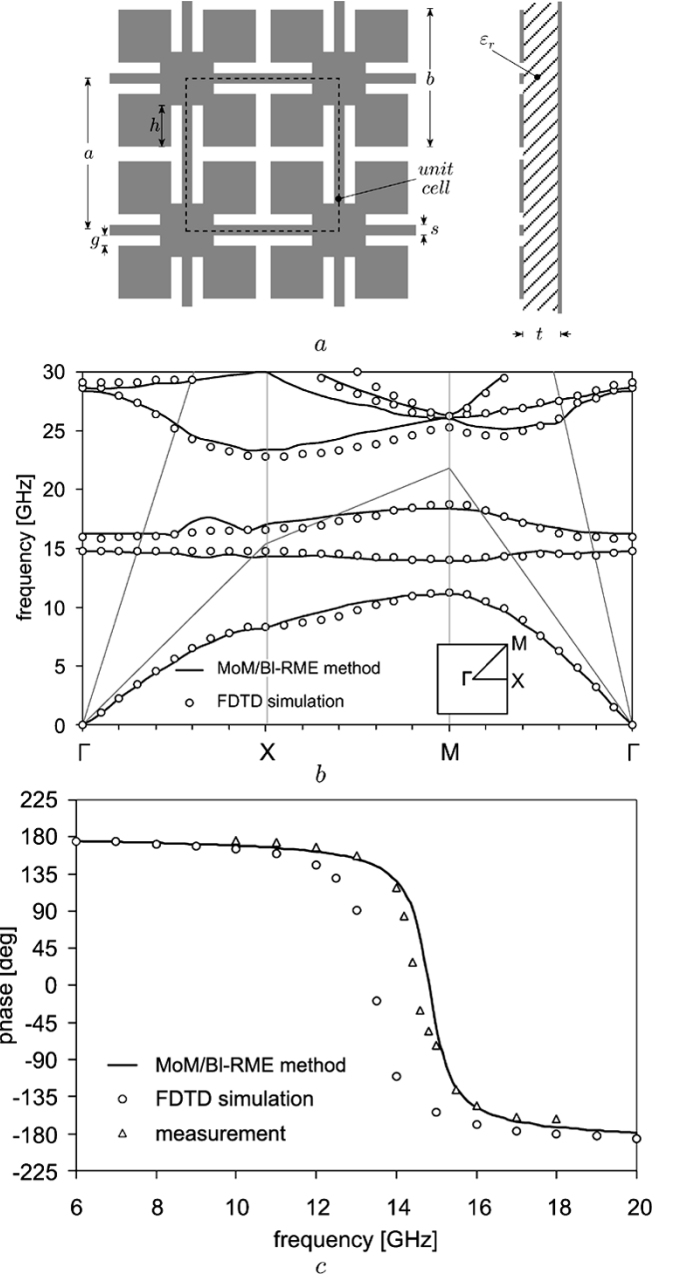 b
εr
h
a
unit
cell
g
s
t
a
30
25
20
15
10
5
0
frequency [GHz]
MoM/BI-RME method
FDTD simulation
M
Γ
X
Γ
X
M
Γ
b
225
180
135
90
45
0
-45
-90
-135
-180
-225
phase [deg]
MoM/BI-RME method
FDTD simulation
measurement
6 8 10 12 14 16 18 20
frequency [GHz]
c